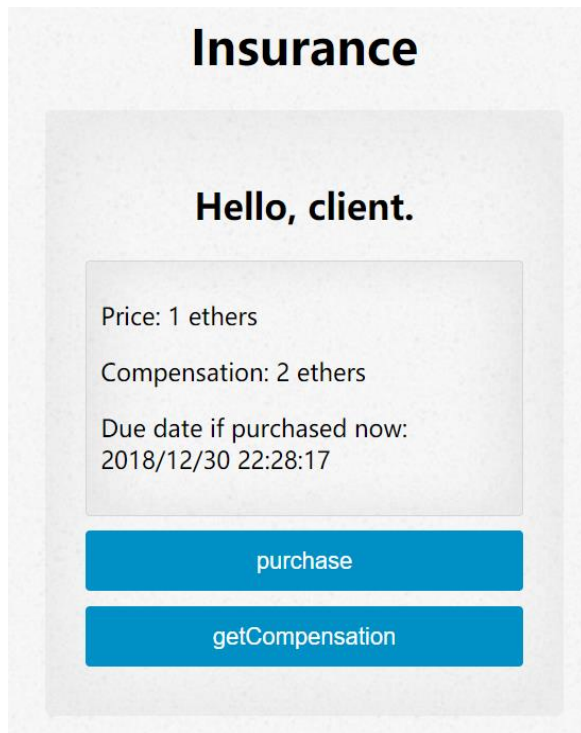 Insurance
Hello, client.
Price: 1 ethers
Compensation: 2 ethers
Due date if purchased now:
2018/12/30 22:28:17
purchase
getCompensation